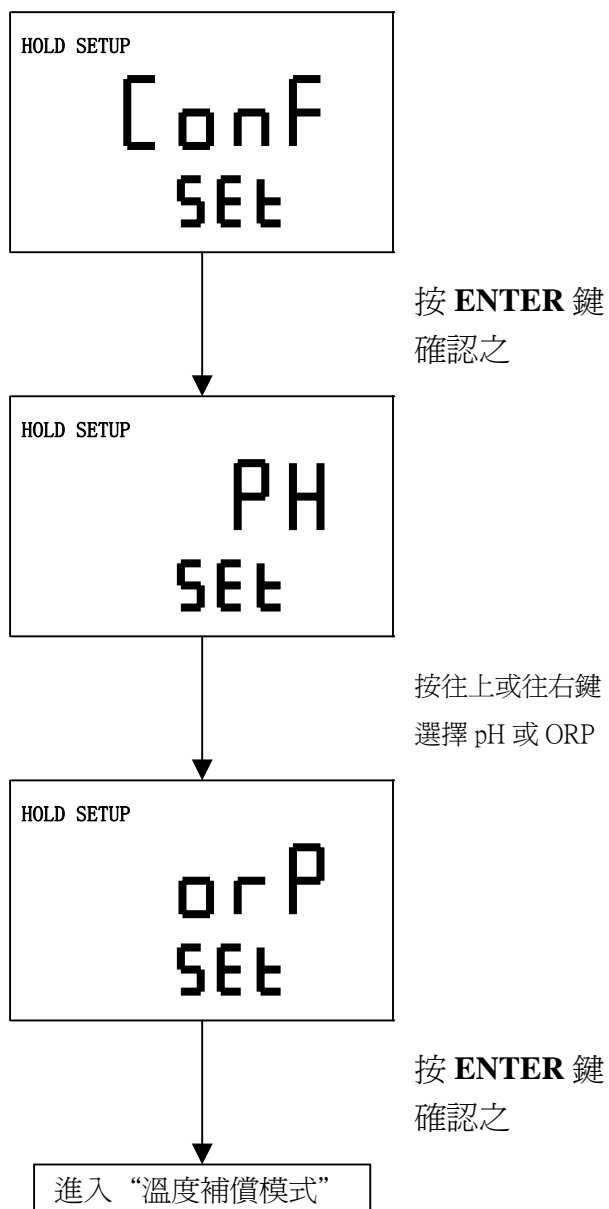 HOLD SETUP
ConF
SEt
按 ENTER 鍵
確認之
HOLD SETUP
PH
SEt
按往上或往右鍵
選擇 pH 或 ORP
HOLD SETUP
orP
SEt
按 ENTER 鍵
確認之
進入“溫度補償模式”